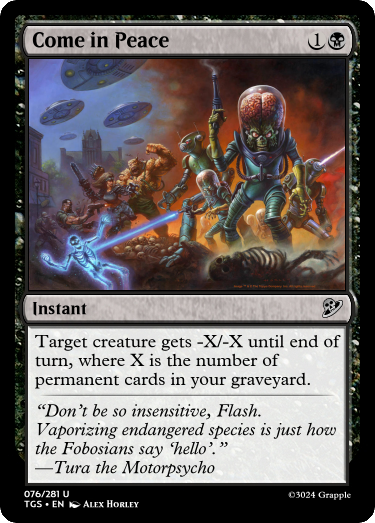 Come in Peace 1
Instant
Target creature gets -X/-X until end of
turn, where X is the number of
permanent cards in your graveyard.
“Don’t be so insensitive, Flash.
Vaporizing endangered species is just how
the Fobosians say ‘hello’.”
—Tura the Motorpsycho
076/281 U
TGS • EN ALEX HORLEY
©3024 Grapple